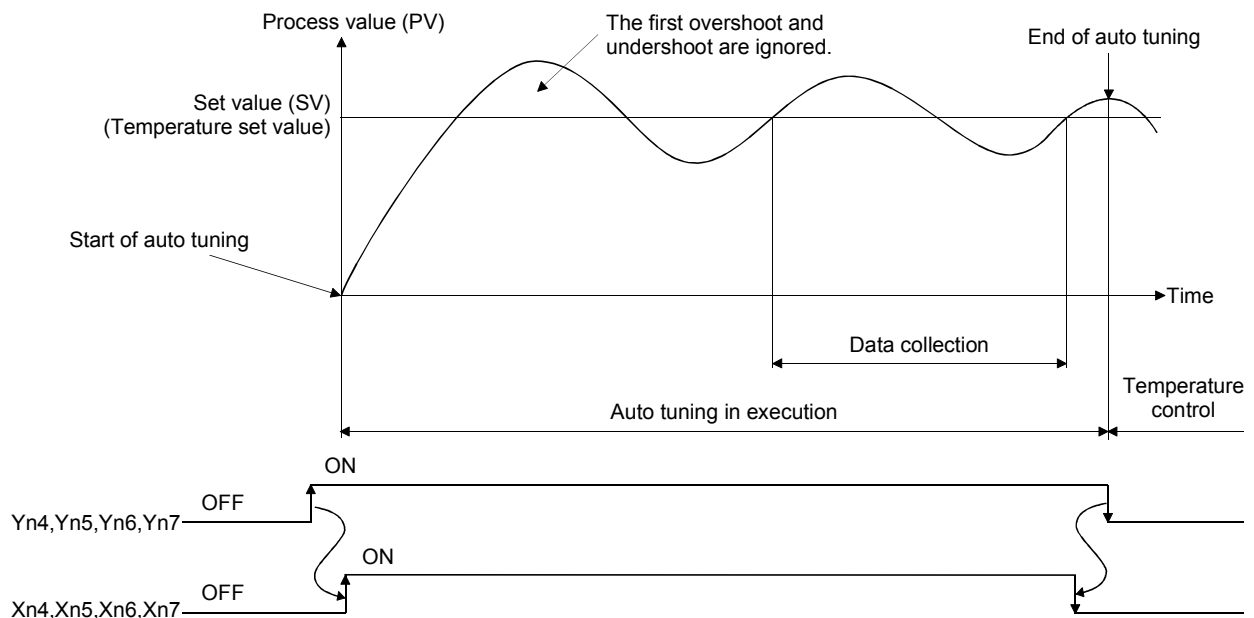 Process value (PV)
The first overshoot and
undershoot are ignored.
End of auto tuning
Set value (SV)
(Temperature set value)
Start of auto tuning
Time
Data collection
Auto tuning in execution
Temperature
control
ON
OFF
Yn4,Yn5,Yn6,Yn7
ON
OFF
Xn4,Xn5,Xn6,Xn7